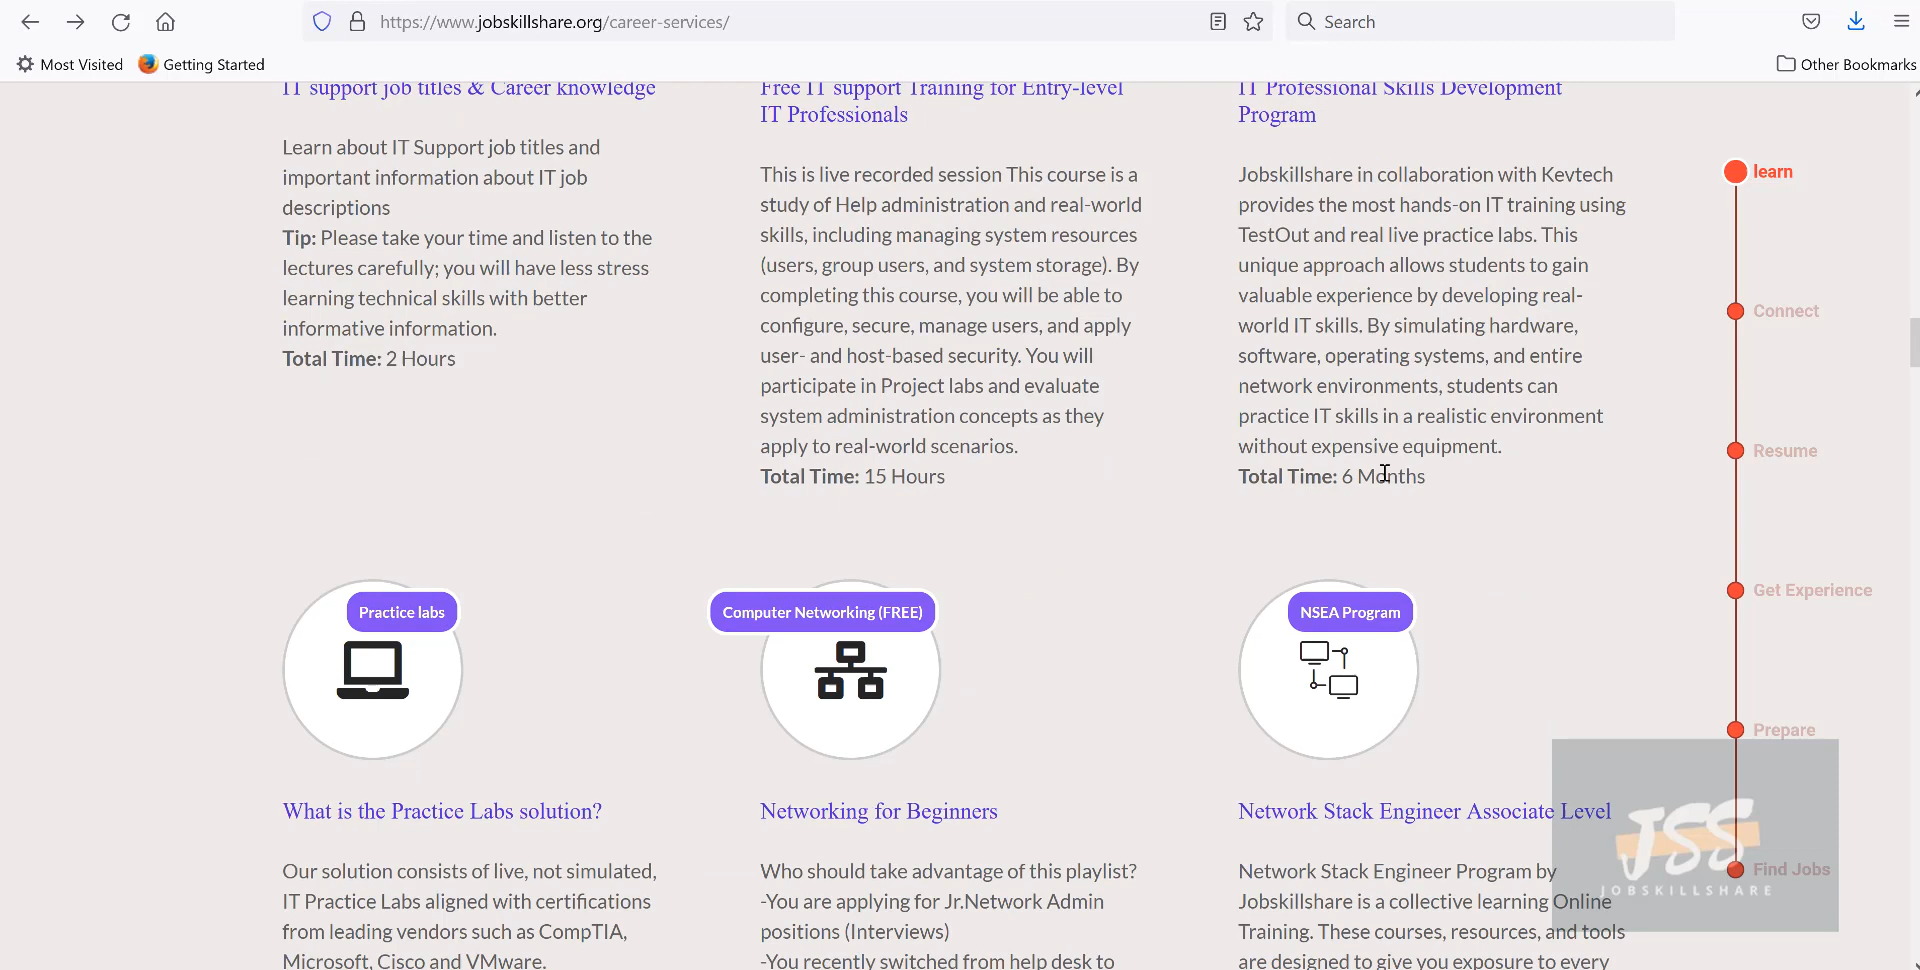 https://www.jobskillshare.org/career-services/
Search
Most Visited
Getting Started
Other Bookmarks
IT support job titles & Career knowledge
Learn about IT Support job titles and
important information about IT job
descriptions
Tip: Please take your time and listen to the
lectures carefully; you will have less stress
learning technical skills with better
informative information.
Total Time: 2 Hours
Free IT support Training for Entry-level
IT Professionals
This is live recorded session This course is a
study of Help administration and real-world
skills, including managing system resources
(users, group users, and system storage). By
completing this course, you will be able to
configure, secure, manage users, and apply
user- and host-based security. You will
participate in Project labs and evaluate
system administration concepts as they
apply to real-world scenarios.
Total Time: 15 Hours
IT Professional Skills Development
Program
Jobskillshare in collaboration with Kevtech
provides the most hands-on IT training using
TestOut and real live practice labs. This
unique approach allows students to gain
valuable experience by developing real-
world IT skills. By simulating hardware,
software, operating systems, and entire
network environments, students can
practice IT skills in a realistic environment
without expensive equipment.
Total Time: 6 Months
learn
Connect
Resume
Get Experience
Prepare
Find Jobs
Practice labs
What is the Practice Labs solution?
Our solution consists of live, not simulated,
IT Practice Labs aligned with certifications
from leading vendors such as CompTIA,
Microsoft, Cisco and VMware.
Computer Networking (FREE)
Networking for Beginners
Who should take advantage of this playlist?
-You are applying for Jr.Network Admin
positions (Interviews)
-You recently switched from help desk to
NSEA Program
Network Stack Engineer Associate Level
Network Stack Engineer Program by
Jobskillshare is a collective learning Online
Training. These courses, resources, and tools
are designed to give you exposure to every
JSS
JOBSKILLSHARE